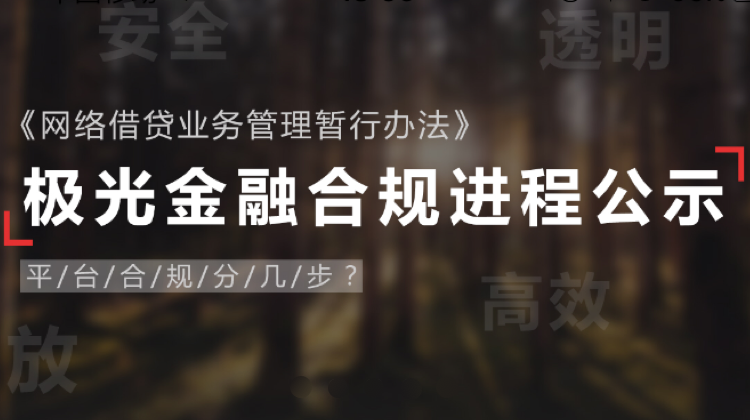 安全
透明
《网络借贷业务管理暂行办法》
极光金融合规进程公示
平/台/合/规/分/几/步？
高效
放